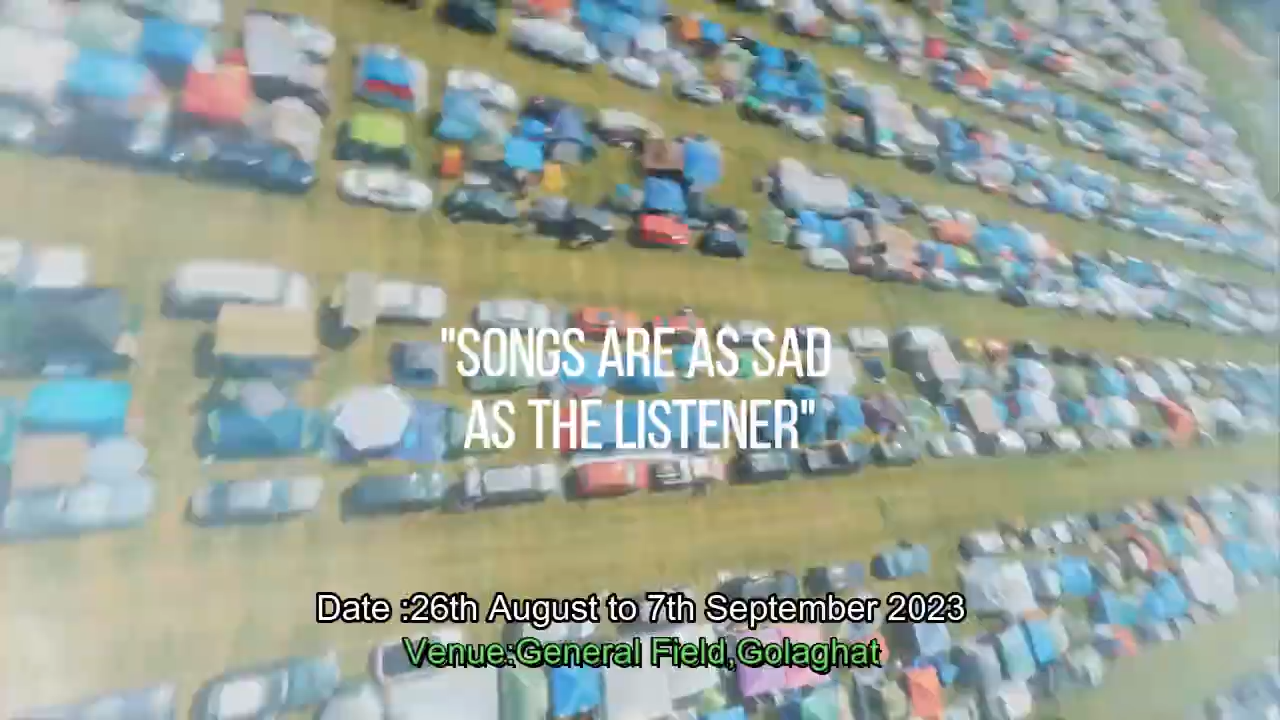 "SONGS ARE AS SAD
AS THE LISTENER"
Date :26th August to 7th September 2023
Venue:General Field,Golaghat